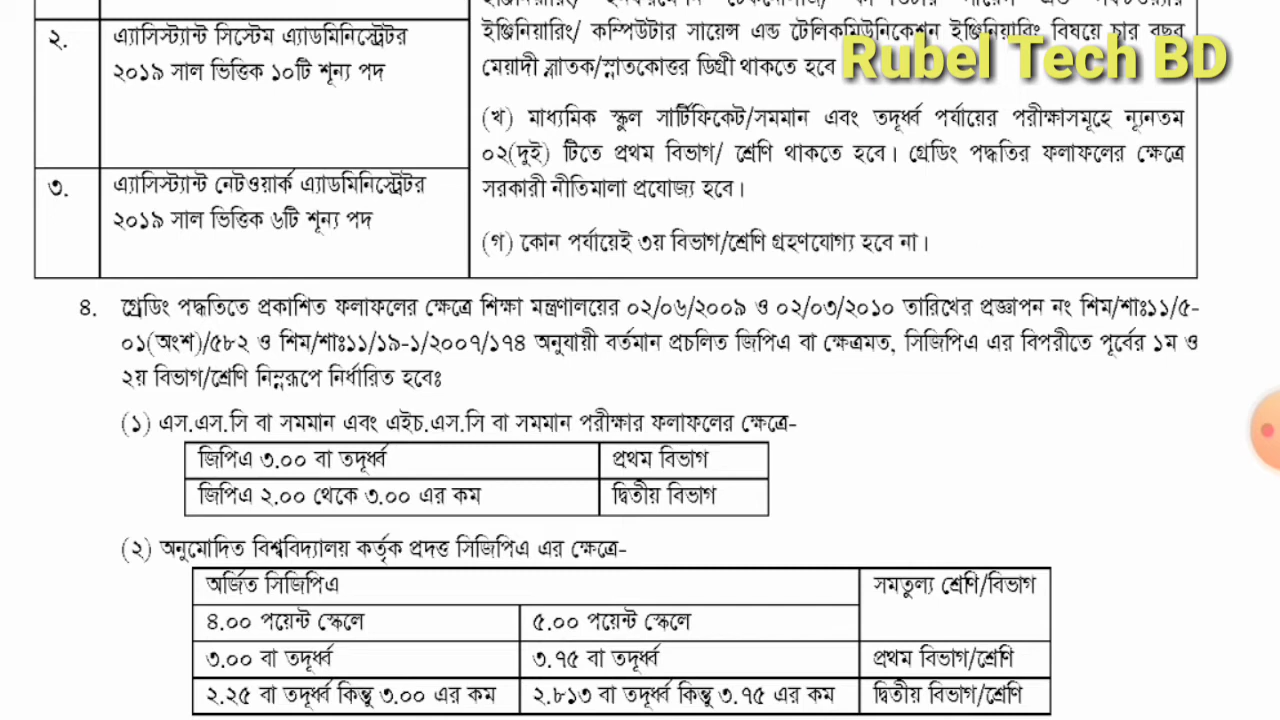 ২.
এ্যাসিস্ট্যান্ট সিস্টেম এ্যাডমিনিস্ট্রেটর
২০১৯ সাল ভিত্তিক ১০টি শূন্য পদ
ইঞ্জিনিয়ারিং/ কম্পিউটার সায়েন্স এন্ড টেলিকমিউনিকেশন ইঞ্জিনিয়ারিং বিষয়ে চার বছর
মেয়াদী স্নাতক/স্নাতকোত্তর ডিগ্রী থাকতে হবে
Rubel Tech BD
(খ) মাধ্যমিক স্কুল সার্টিফিকেট/সমমান এবং তদূর্ধ্ব পর্যায়ের পরীক্ষাসমূহে ন্যূনতম
০২(দুই) টিতে প্রথম বিভাগ/ শ্রেণি থাকতে হবে। গ্রেডিং পদ্ধতির ফলাফলের ক্ষেত্রে
সরকারী নীতিমালা প্রযোজ্য হবে।
৩.
এ্যাসিস্ট্যান্ট নেটওয়ার্ক এ্যাডমিনিস্ট্রেটর
২০১৯ সাল ভিত্তিক ৬টি শূন্য পদ
(গ) কোন পর্যায়েই ৩য় বিভাগ/শ্রেণি গ্রহণযোগ্য হবে না।
৪. গ্রেডিং পদ্ধতিতে প্রকাশিত ফলাফলের ক্ষেত্রে শিক্ষা মন্ত্রণালয়ের ০২/০৬/২০০৯ ও ০২/০৩/২০১০ তারিখের প্রজ্ঞাপন নং শিম/শাঃ১১/৫-
০১(অংশ)/৫৮২ ও শিম/শাঃ১১/১৯-১/২০০৭/১৭৪ অনুযায়ী বর্তমান প্রচলিত জিপিএ বা ক্ষেত্রমত, সিজিপিএ এর বিপরীতে পূর্বের ১ম ও
২য় বিভাগ/শ্রেণি নিম্নরূপে নির্ধারিত হবেঃ
(১) এস.এস.সি বা সমমান এবং এইচ.এস.সি বা সমমান পরীক্ষার ফলাফলের ক্ষেত্রে-
জিপিএ ৩.০০ বা তদূর্ধ্ব প্রথম বিভাগ
জিপিএ ২.০০ থেকে ৩.০০ এর কম দ্বিতীয় বিভাগ
(২) অনুমোদিত বিশ্ববিদ্যালয় কর্তৃক প্রদত্ত সিজিপিএ এর ক্ষেত্রে-
অর্জিত সিজিপিএ সমতুল্য শ্রেণি/বিভাগ
৪.০০ পয়েন্ট স্কেলে ৫.০০ পয়েন্ট স্কেলে
৩.০০ বা তদূর্ধ্ব ৩.৭৫ বা তদূর্ধ্ব প্রথম বিভাগ/শ্রেণি
২.২৫ বা তদূর্ধ্ব কিন্তু ৩.০০ এর কম ২.৮১৩ বা তদূর্ধ্ব কিন্তু ৩.৭৫ এর কম দ্বিতীয় বিভাগ/শ্রেণি